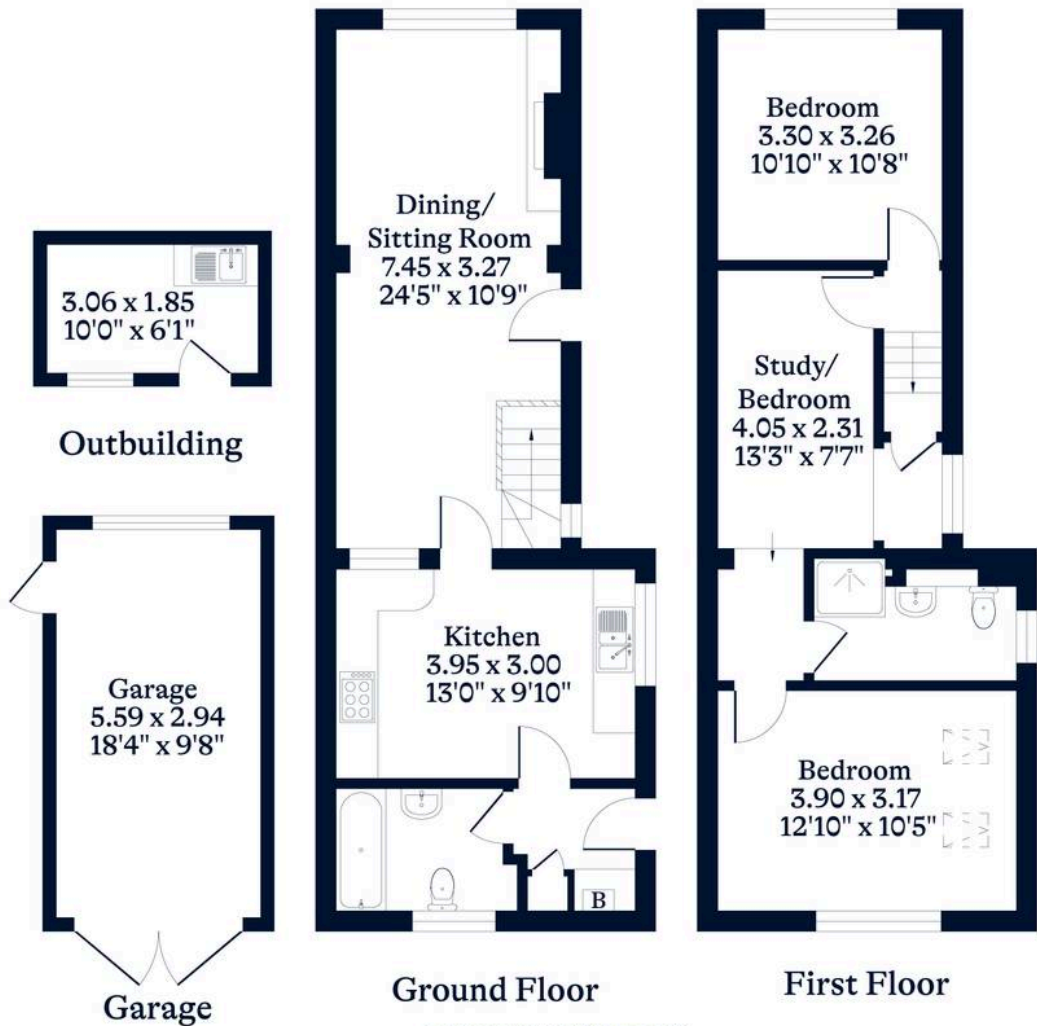 Dining/
Sitting Room
7.45 x 3.27
24'5" x 10'9"
Bedroom
3.30 x 3.26
10'10" x 10'8"
3.06 x 1.85
10'0" x 6'1"
Outbuilding
Study/
Bedroom
4.05 x 2.31
13'3" x 7'7"
Kitchen
3.95 x 3.00
13'0" x 9'10"
Garage
5.59 x 2.94
18'4" x 9'8"
Bedroom
3.90 x 3.17
12'10" x 10'5"
B
Garage
Ground Floor
First Floor